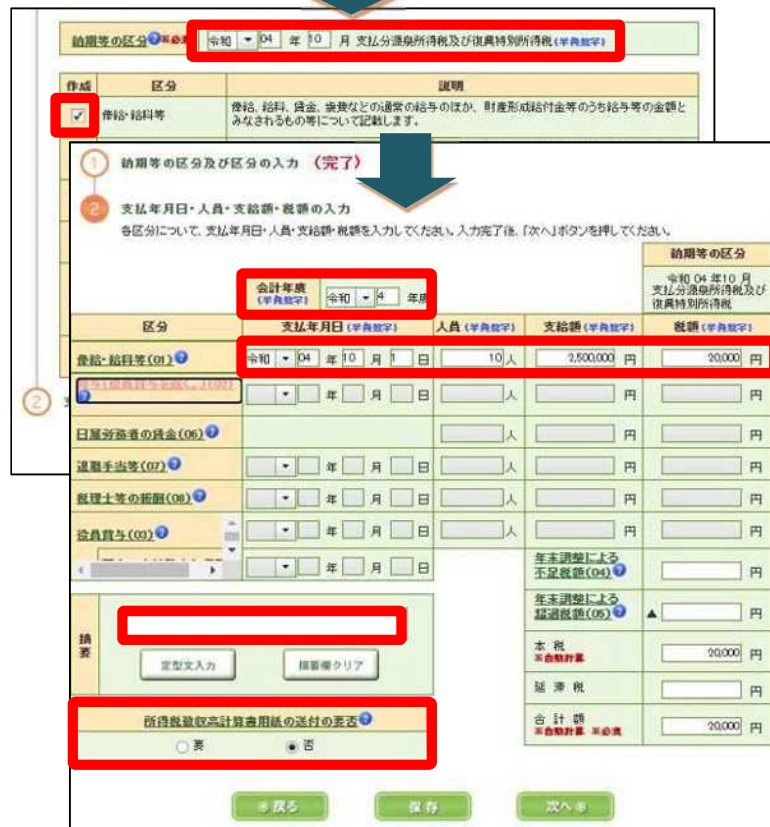 納期等の区分 ※必須 令和 04 年 10 月 支払分源泉所得税及び復興特別所得税(半角数字)
作成 区分 説明
俸給・給料等 俸給、給料、賃金、歳費などの通常の給与のほか、財産形成給付金等のうち給与等の金額と
みなされるもの等について記載します。
1 納期等の区分及び区分の入力 (完了)
2 支払年月日・人員・支給額・税額の入力
各区分について、支払年月日・人員・支給額・税額を入力してください。入力完了後、「次へ」ボタンを押してください。
納期等の区分
会計年度
(半角数字) 令和 4 年度
令和 04 年10 月
支払分源泉所得税及び
復興特別所得税
区分 支払年月日(半角数字) 人員(半角数字) 支給額(半角数字) 税額(半角数字)
俸給・給料等(01) 令和 04 年 10 月 1 日 10 人 2,500,000 円 20,000 円
年 月 日 人 円 円
日雇労務者の賃金(06) 人 円 円
退職手当等(07) 年 月 日 人 円 円
2
税理士等の報酬(08) 年 月 日 人 円 円
役員賞与(03) 年 月 日 人 円 円
年 月 日
年末調整による
不足税額(04) 円
年末調整による
超過税額(05) ▲ 円
摘要
定型文入力 摘要欄クリア
本税
※自動計算 20,000 円
延滞税 円
所得税徴収高計算書用紙の送付の要否
要 否
合計額
※自動計算 ※必須 20,000 円
戻る 保存 次へ